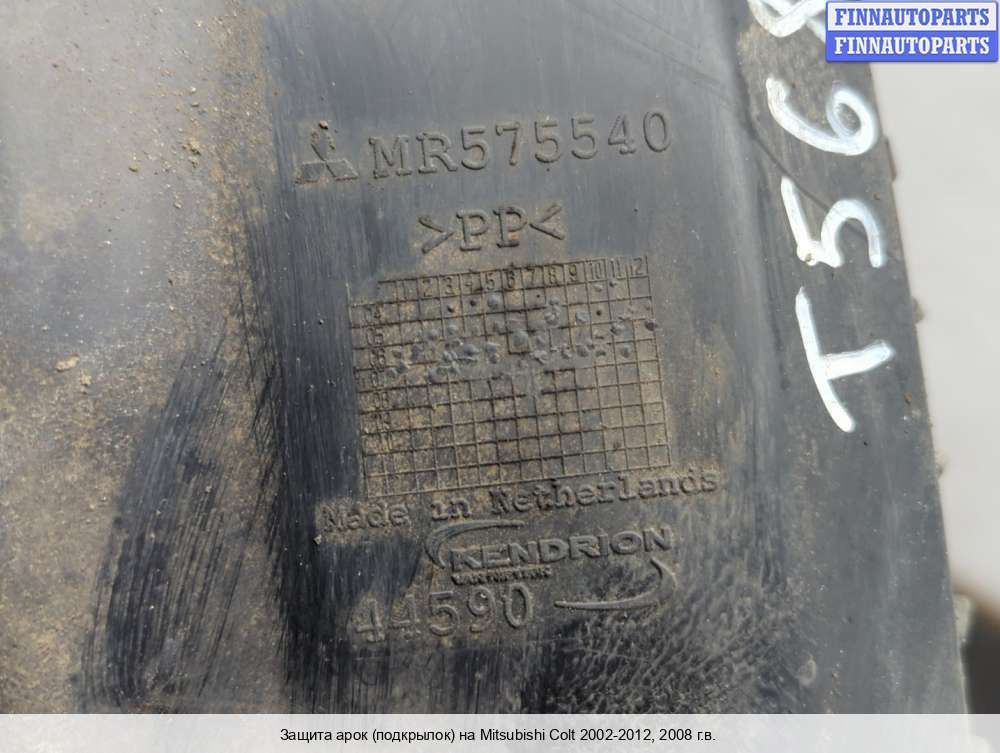 FINNAUTOPARTS
FINNAUTOPARTS
MR575540
>PP<
1 2 3 4 5 6 7 8 9 10 11 12
Made in Netherlands
KENDRION
44590
T56
Защита арок (подкрылок) на Mitsubishi Colt 2002-2012, 2008 г.в.